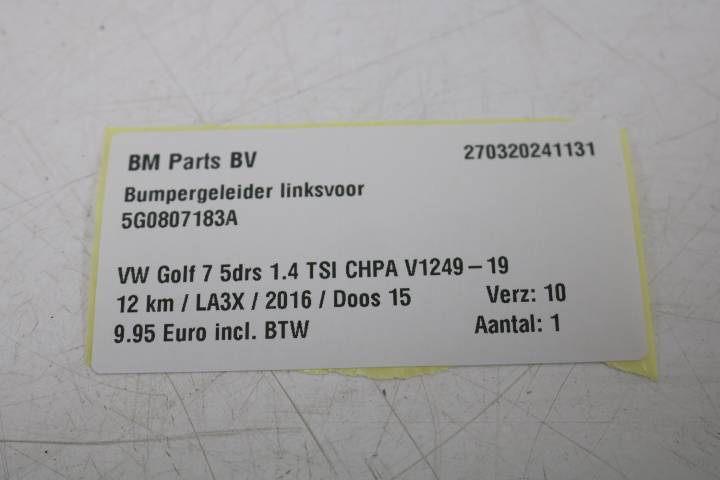 BM Parts BV 270320241131
Bumpergeleider linksvoor
5G0807183A
VW Golf 7 5drs 1.4 TSI CHPA V1249-19
12 km / LA3X / 2016 / Doos 15 Verz: 10
9.95 Euro incl. BTW Aantal: 1